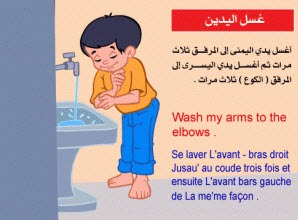 غسل اليدين
أغسل يدي اليمنى إلى المرفق ثلاث
مرات ثم أغسل يدي اليسرى إلى
المرفق ( الكوع ) ثلاث مرات .
Wash my arms to the
elbows .
Se laver L'avant - bras droit
Jusau' au coude trois fois et
ensuite L'avant bars gauche
de La me'me façon .